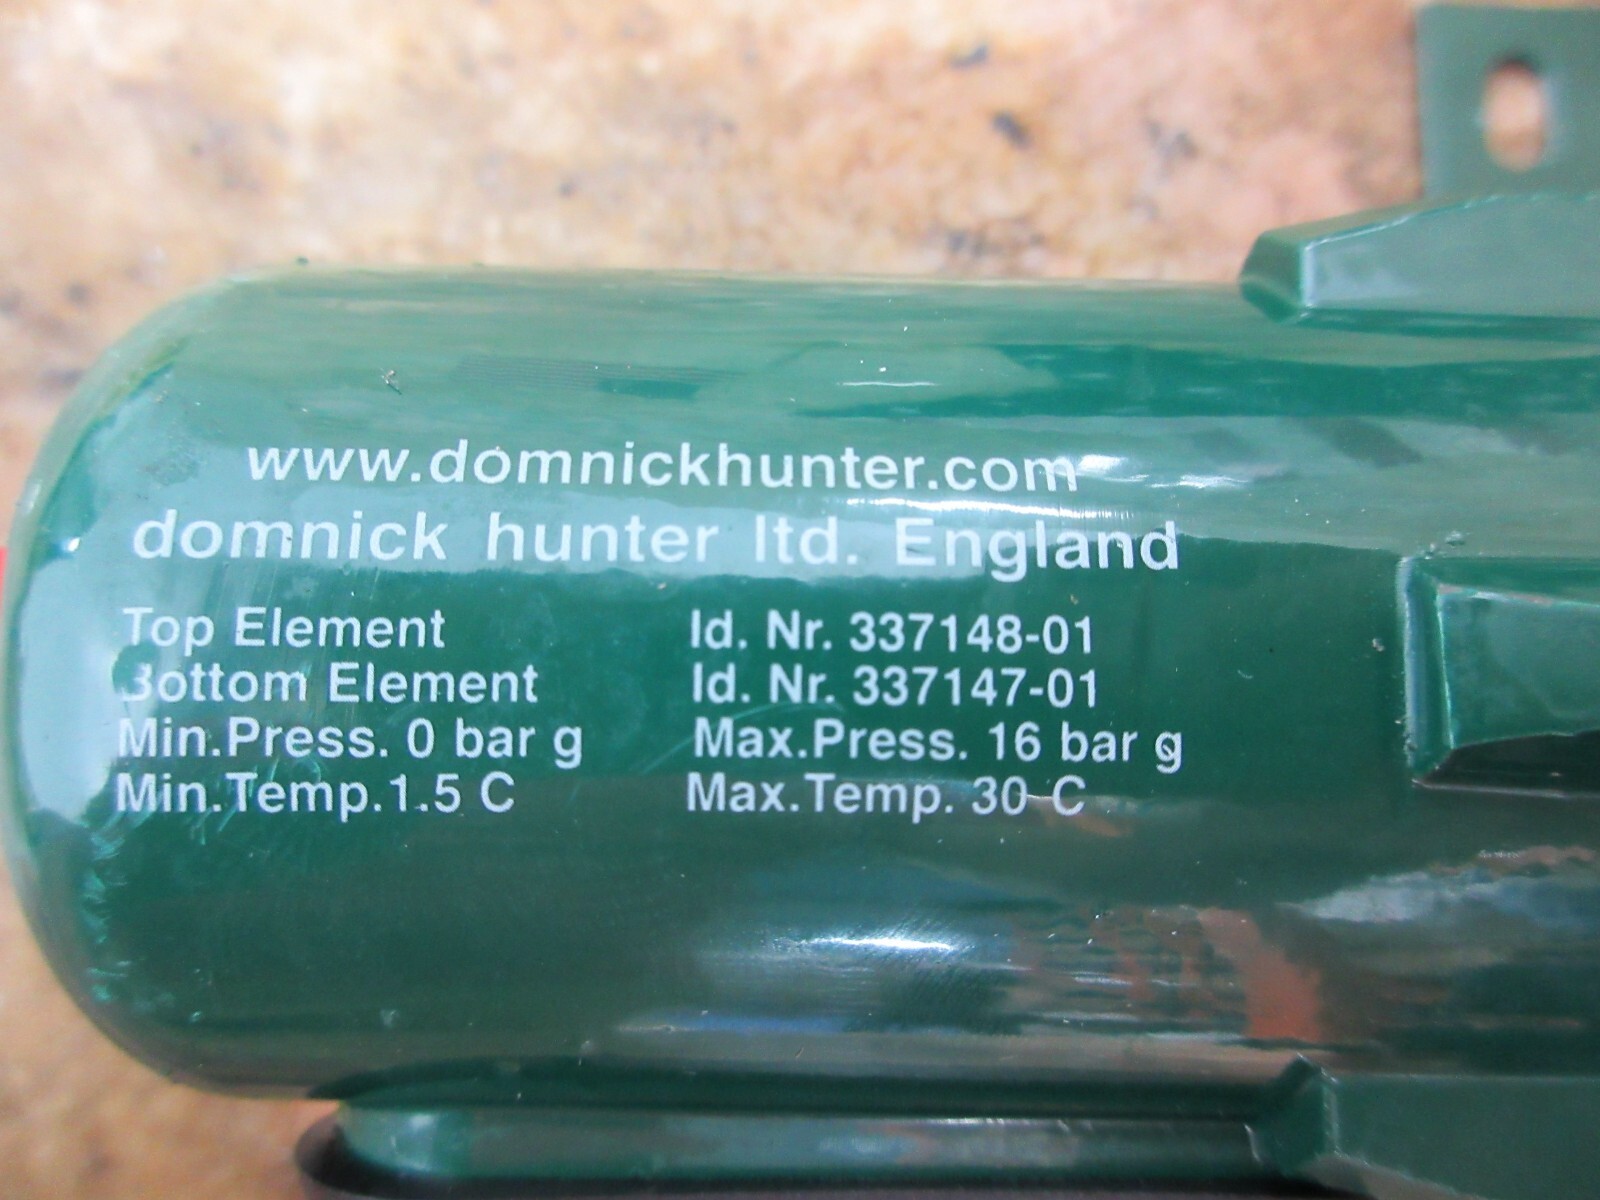 www.domnickhunter.com
domnick hunter ltd. England
Top Element Id. Nr. 337148-01
Bottom Element Id. Nr. 337147-01
Min.Press. 0 bar g Max.Press. 16 bar g
Min.Temp.1.5 C Max.Temp. 30 C